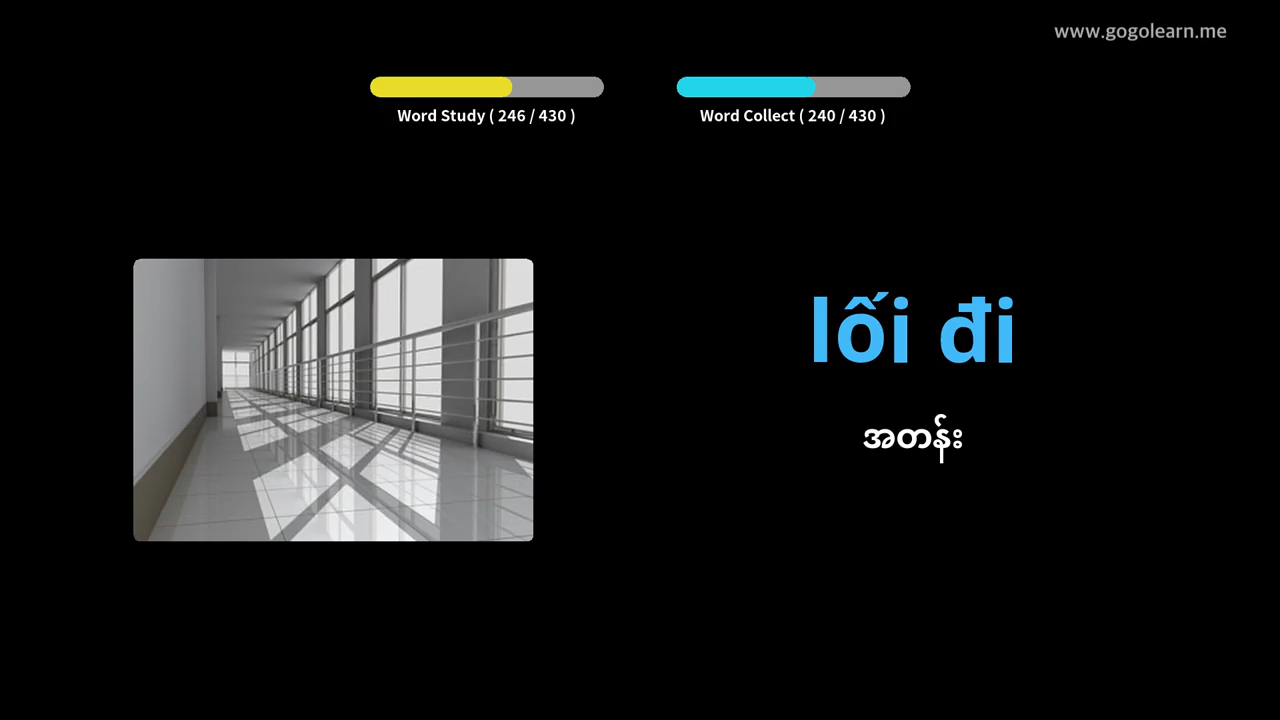 www.gogolearn.me
Word Study ( 246 / 430 )
Word Collect ( 240 / 430 )
lối đi
အတန်း